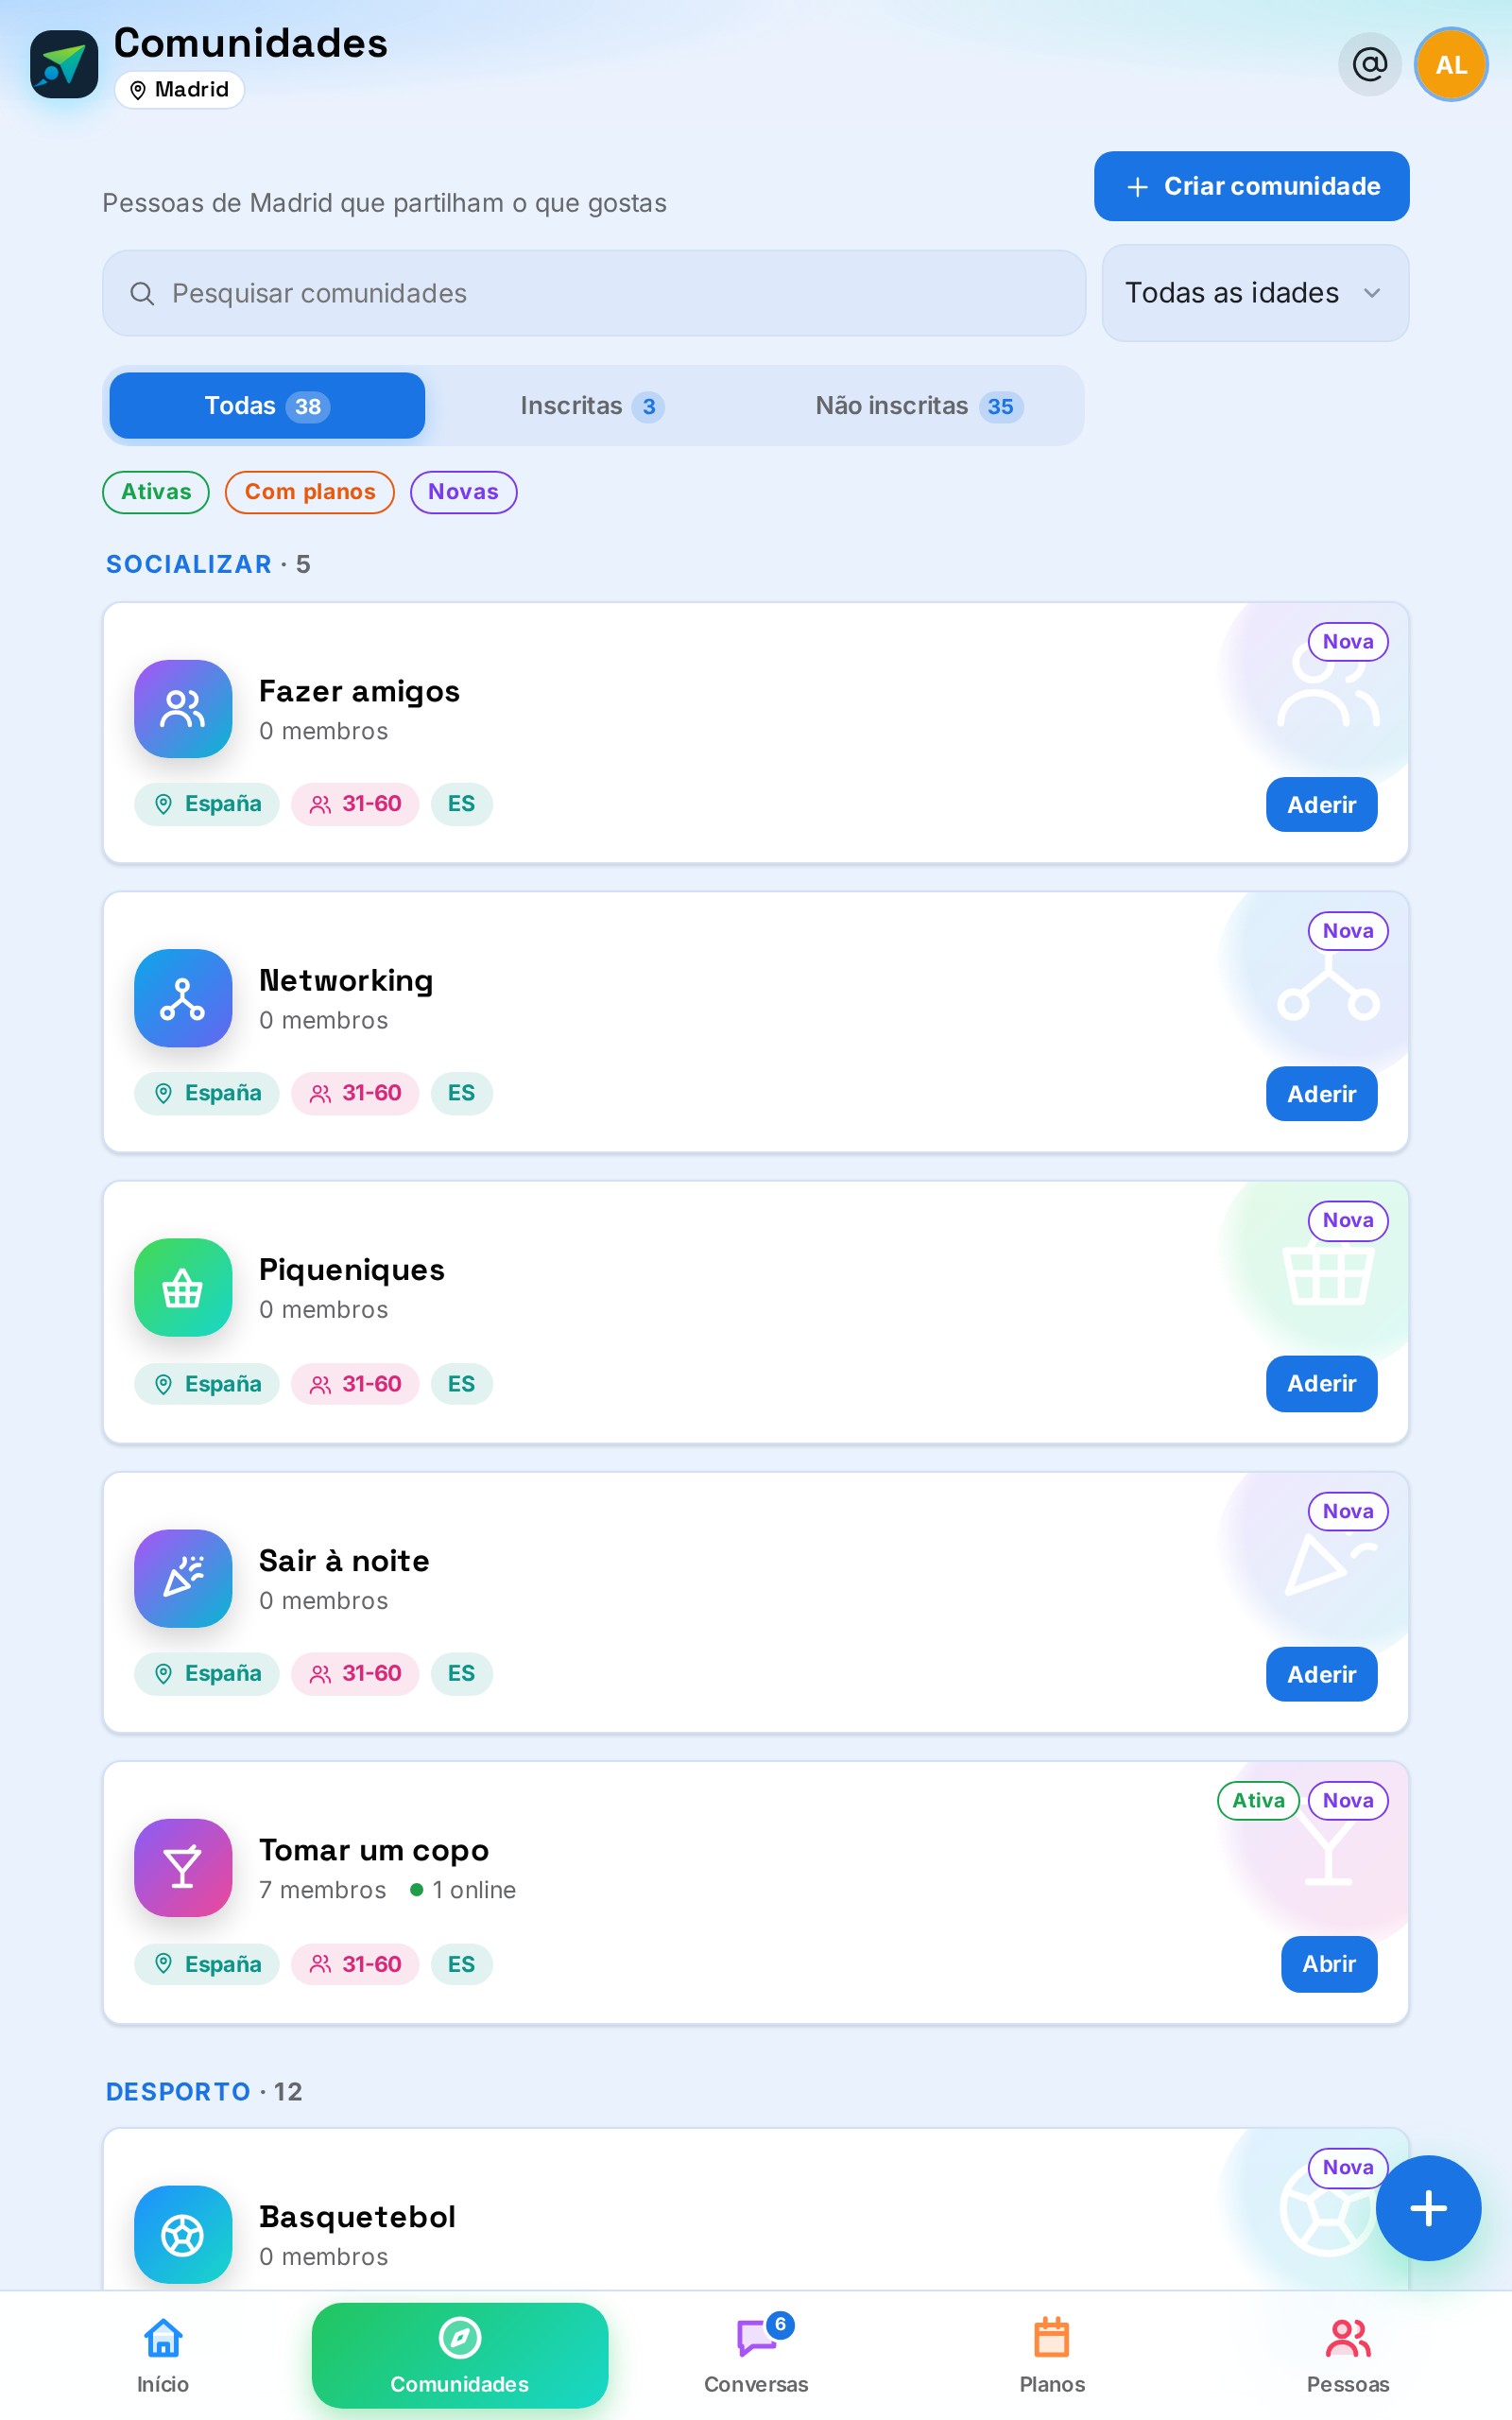 Comunidades
Madrid
@
AL
Pessoas de Madrid que partilham o que gostas
+ Criar comunidade
Pesquisar comunidades
Todas as idades
Todas 38
Inscritas 3
Não inscritas 35
Ativas
Com planos
Novas
SOCIALIZAR · 5
Nova
Fazer amigos
0 membros
España
31-60
ES
Aderir
Nova
Networking
0 membros
España
31-60
ES
Aderir
Nova
Piqueniques
0 membros
España
31-60
ES
Aderir
Nova
Sair à noite
0 membros
España
31-60
ES
Aderir
Ativa
Nova
Tomar um copo
7 membros
1 online
España
31-60
ES
Abrir
DESPORTO · 12
Nova
Basquetebol
0 membros
+
Início
Comunidades
6
Conversas
Planos
Pessoas